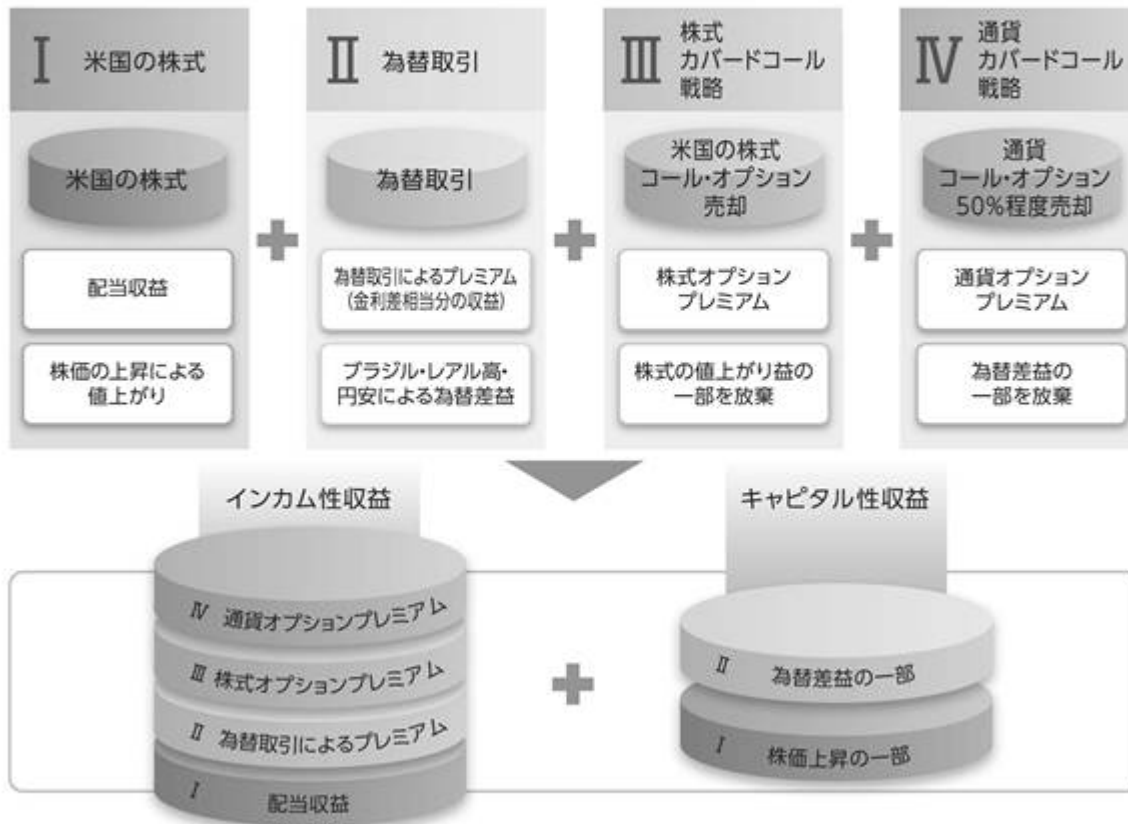 I 米国の株式
II 為替取引
III 株式
カバードコール
戦略
IV 通貨
カバードコール
戦略
米国の株式
為替取引
米国の株式
コール・オプション
売却
通貨
コール・オプション
50%程度売却
配当収益
為替取引によるプレミアム
(金利差相当分の収益)
株式オプション
プレミアム
通貨オプション
プレミアム
株価の上昇による
値上がり
ブラジル・レアル高・
円安による為替差益
株式の値上がり益の
一部を放棄
為替差益の
一部を放棄
インカム性収益
キャピタル性収益
IV 通貨オプションプレミアム
III 株式オプションプレミアム
II 為替取引によるプレミアム
I 配当収益
II 為替差益の一部
I 株価上昇の一部